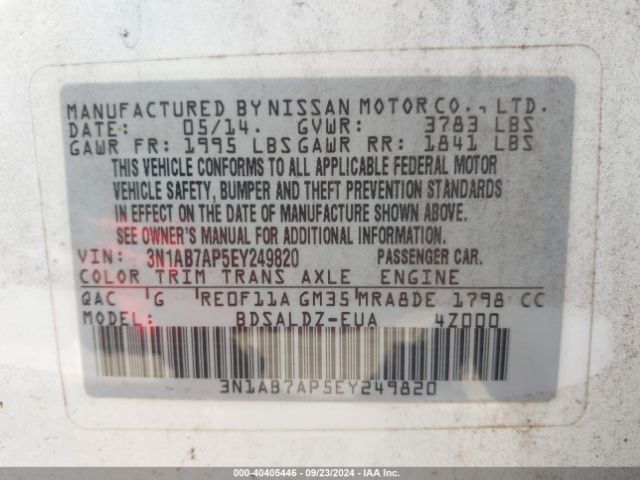 MANUFACTURED BY NISSAN MOTOR CO., LTD.
DATE: 05/14. GVWR: 3783 LBS
GAWR FR: 1995 LBS GAWR RR: 1841 LBS
THIS VEHICLE CONFORMS TO ALL APPLICABLE FEDERAL MOTOR
VEHICLE SAFETY, BUMPER AND THEFT PREVENTION STANDARDS
IN EFFECT ON THE DATE OF MANUFACTURE SHOWN ABOVE.
SEE OWNER'S MANUAL FOR ADDITIONAL INFORMATION.
VIN: 3N1AB7AP5EY249820 PASSENGER CAR.
COLOR TRIM TRANS AXLE ENGINE
QAC G RE0F11A GM35 MRA8DE 1798 CC
MODEL: BDSALDZ-EUA 4Z000
3N1AB7AP5EY249820
000-40405446 - 09/23/2024 - IAAI.COM